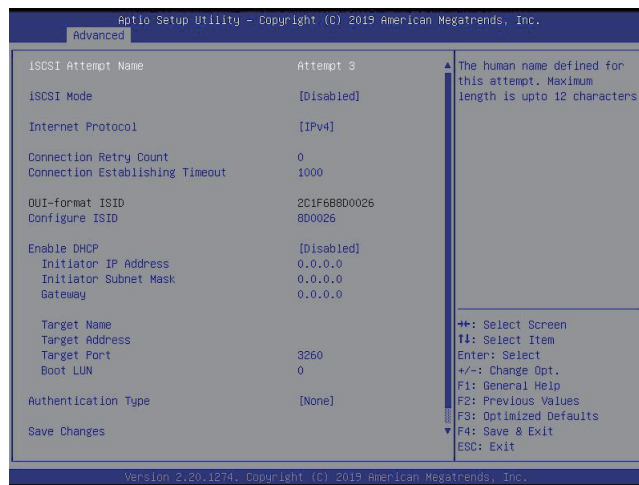 Aptio Setup Utility – Copyright (C) 2019 American Megatrends, Inc.
Advanced
iSCSI Attempt Name Attempt 3
iSCSI Mode [Disabled]
Internet Protocol [IPv4]
Connection Retry Count 0
Connection Establishing Timeout 1000
OUI-format ISID 2C1F6B8D0026
Configure ISID 8D0026
Enable DHCP [Disabled]
Initiator IP Address 0.0.0.0
Initiator Subnet Mask 0.0.0.0
Gateway 0.0.0.0
Target Name
Target Address
Target Port 3260
Boot LUN 0
Authentication Type [None]
Save Changes
The human name defined for
this attempt. Maximum
length is upto 12 characters
→←: Select Screen
↑↓: Select Item
Enter: Select
+/-: Change Opt.
F1: General Help
F2: Previous Values
F3: Optimized Defaults
F4: Save & Exit
ESC: Exit
Version 2.20.1274. Copyright (C) 2019 American Megatrends, Inc.